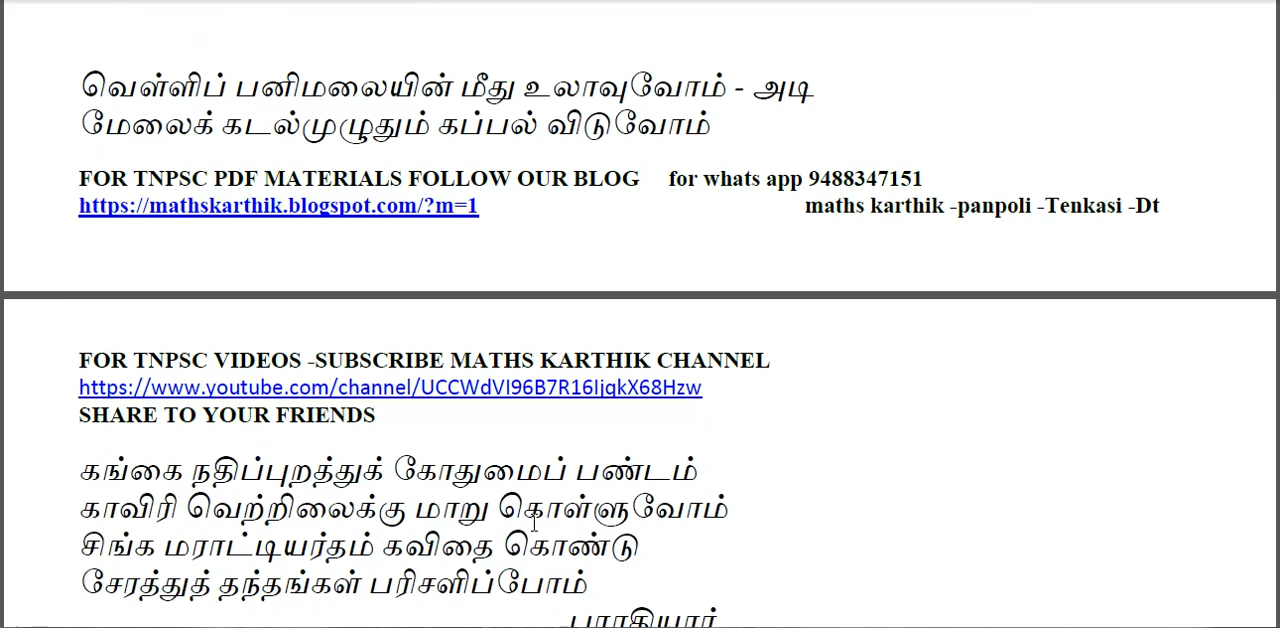 வெள்ளிப் பனிமலையின் மீது உலாவுவோம் - அடி
மேலைக் கடல்முழுதும் கப்பல் விடுவோம்
FOR TNPSC PDF MATERIALS FOLLOW OUR BLOG for whats app 9488347151
https://mathskarthik.blogspot.com/?m=1 maths karthik -panpoli -Tenkasi -Dt
FOR TNPSC VIDEOS -SUBSCRIBE MATHS KARTHIK CHANNEL
https://www.youtube.com/channel/UCCWdVI96B7R16IjqkX68Hzw
SHARE TO YOUR FRIENDS
கங்கை நதிப்புறத்துக் கோதுமைப் பண்டம்
காவிரி வெற்றிலைக்கு மாறு கொள்ளுவோம்
சிங்க மராட்டியர்தம் கவிதை கொண்டு
சேரத்துத் தந்தங்கள் பரிசளிப்போம்
-பாரதியார்